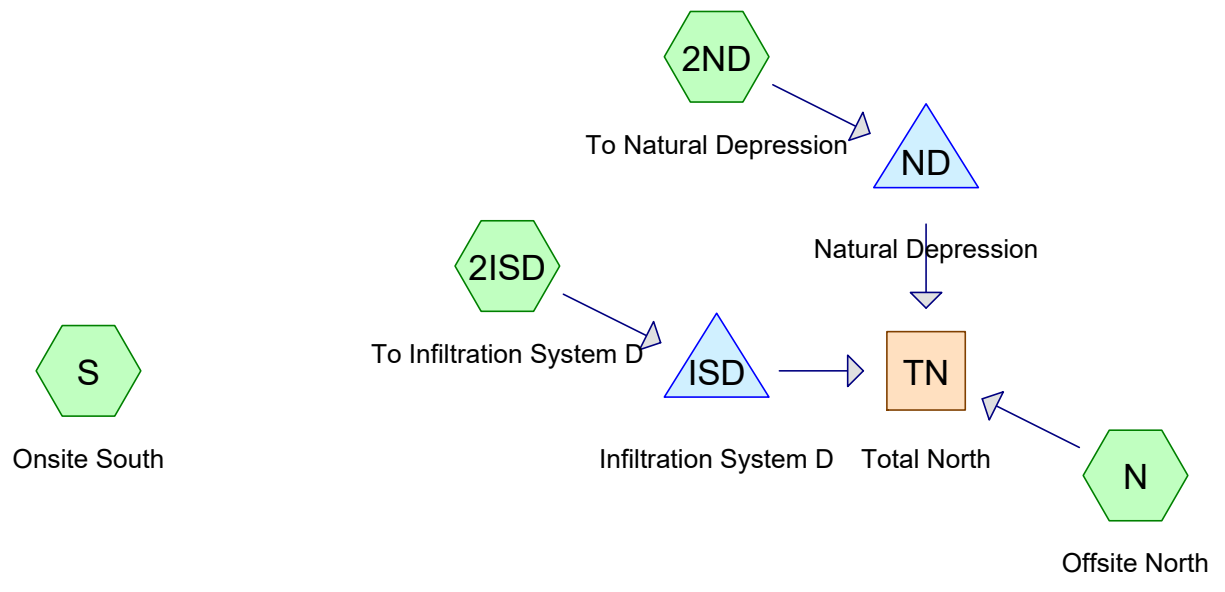 2ND
To Natural Depression
ND
Natural Depression
2ISD
To Infiltration System D
ISD
Infiltration System D
TN
Total North
S
Onsite South
N
Offsite North